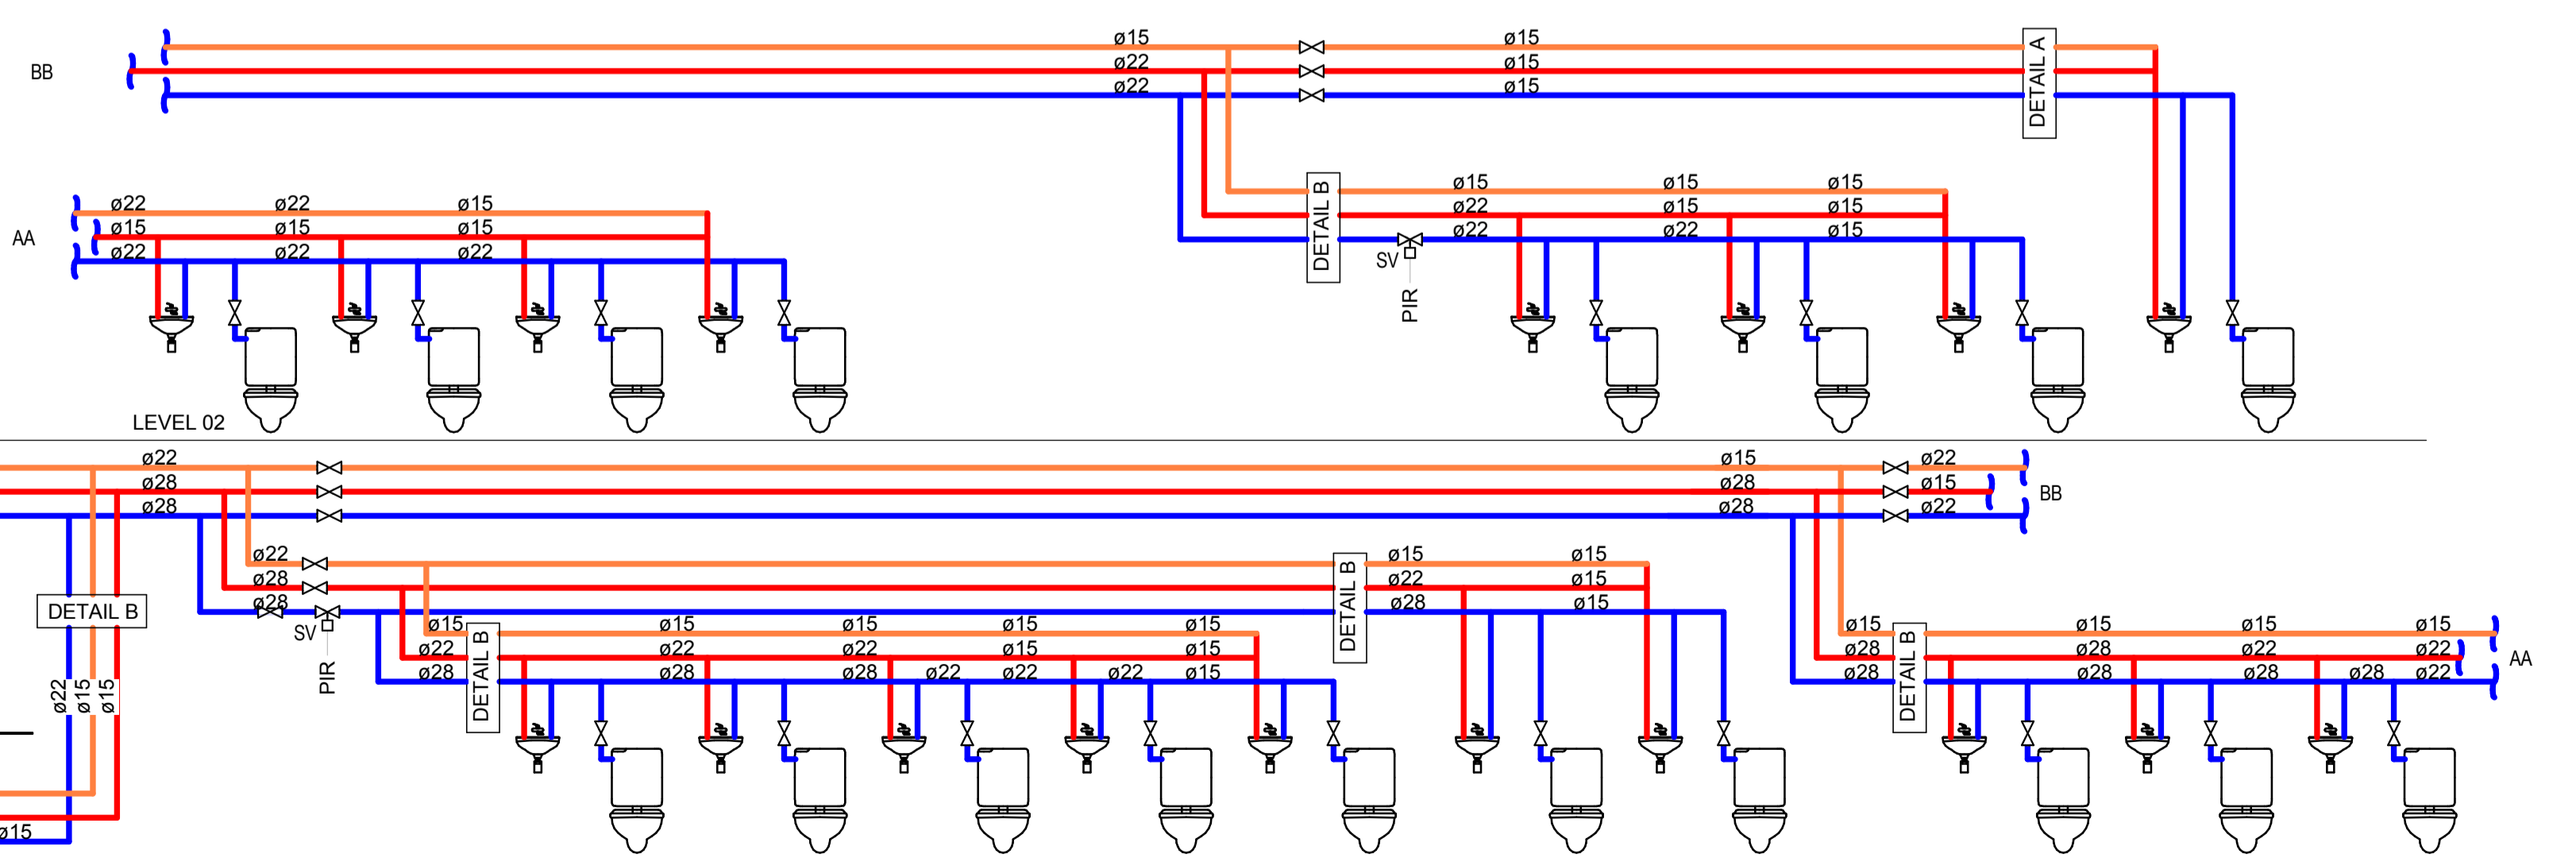 ø15 ø15
BB ø22 ø15
ø22 ø15
DETAIL A
DETAIL B
ø15 ø15 ø15
ø22 ø15 ø15
ø22 ø22 ø15
SV
PIR
ø22 ø22 ø15
AA ø15 ø15 ø15
ø22 ø22 ø22
LEVEL 02
ø22 ø15 ø22
ø28 ø28 ø15
ø28 ø28 ø22
BB
ø22
ø28
ø28
SV
PIR
DETAIL B
ø15 ø15
ø22 ø15
ø28 ø15
DETAIL B
ø22 ø15 ø15
ø15
ø15 ø15 ø15 ø15 ø15
ø22 ø22 ø22 ø15 ø15
ø28 ø28 ø28 ø22 ø22 ø22 ø15
DETAIL B
ø15 ø15 ø15 ø15
ø28 ø28 ø22 ø22
ø28 ø28 ø28 ø28 ø22
DETAIL B
AA